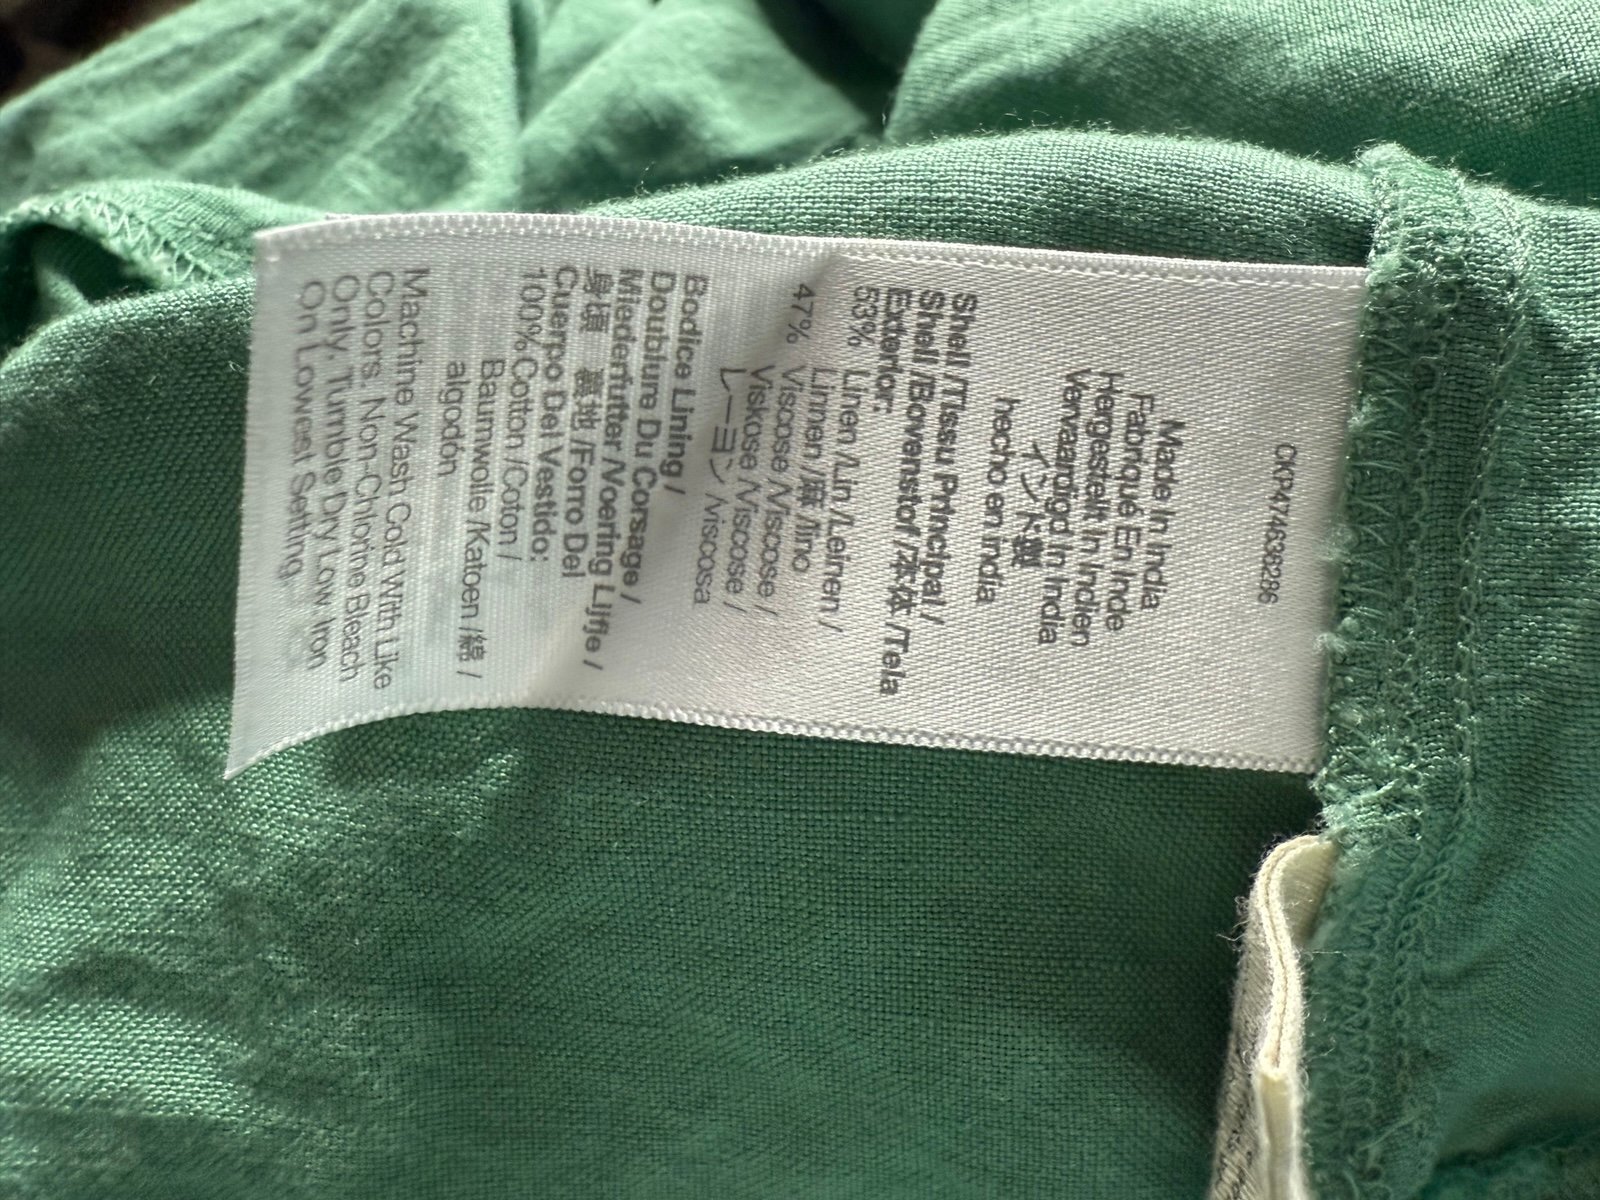 CKP47463286
Made In India
Fabriqué En Inde
Hergestelt In Indien
Vervaardigd In India
インド製
hecho en india
Shell /Tissu Principal /
Shell /Bovenstof /本体 /Tela
Exterior:
53% Linen /Lin /Leinen /
Linnen /麻 /lino
47% Viscose /Viscose /
Viskose /Viscose /
レーヨン /viscosa
Bodice Lining /
Doublure Du Corsage /
Miederfutter /Voering Lijfje /
身頃 裏地 /Forro Del
Cuerpo Del Vestido:
100% Cotton /Coton /
Baumwolle /Katoen /綿 /
algodón
Machine Wash Cold With Like
Colors. Non-Chlorine Bleach
Only. Tumble Dry Low Iron
On Lowest Setting.